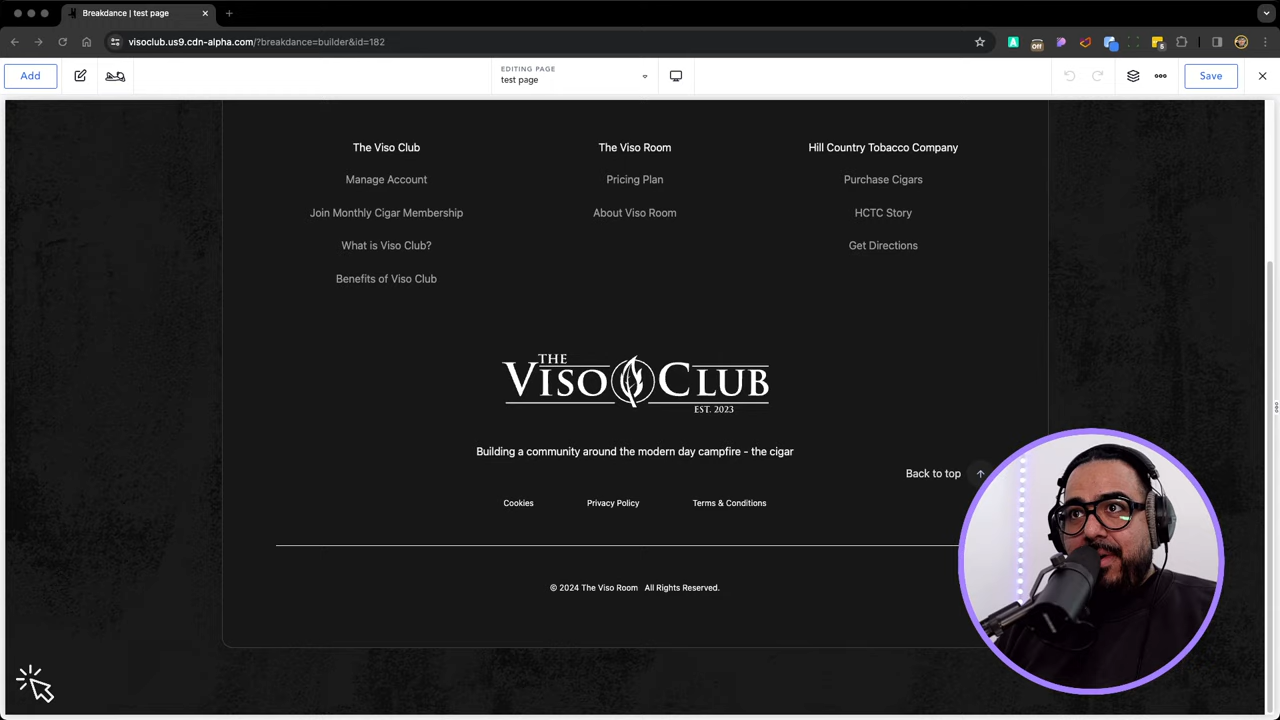 Breakdance | test page
visoclub.us9.cdn-alpha.com/?breakdance=builder&id=182
Off
5
Add
EDITING PAGE
test page
Save
The Viso Club
The Viso Room
Hill Country Tobacco Company
Manage Account
Pricing Plan
Purchase Cigars
Join Monthly Cigar Membership
About Viso Room
HCTC Story
What is Viso Club?
Get Directions
Benefits of Viso Club
THE
VISO CLUB
EST. 2023
Building a community around the modern day campfire - the cigar
Back to top
Cookies
Privacy Policy
Terms & Conditions
© 2024 The Viso Room All Rights Reserved.